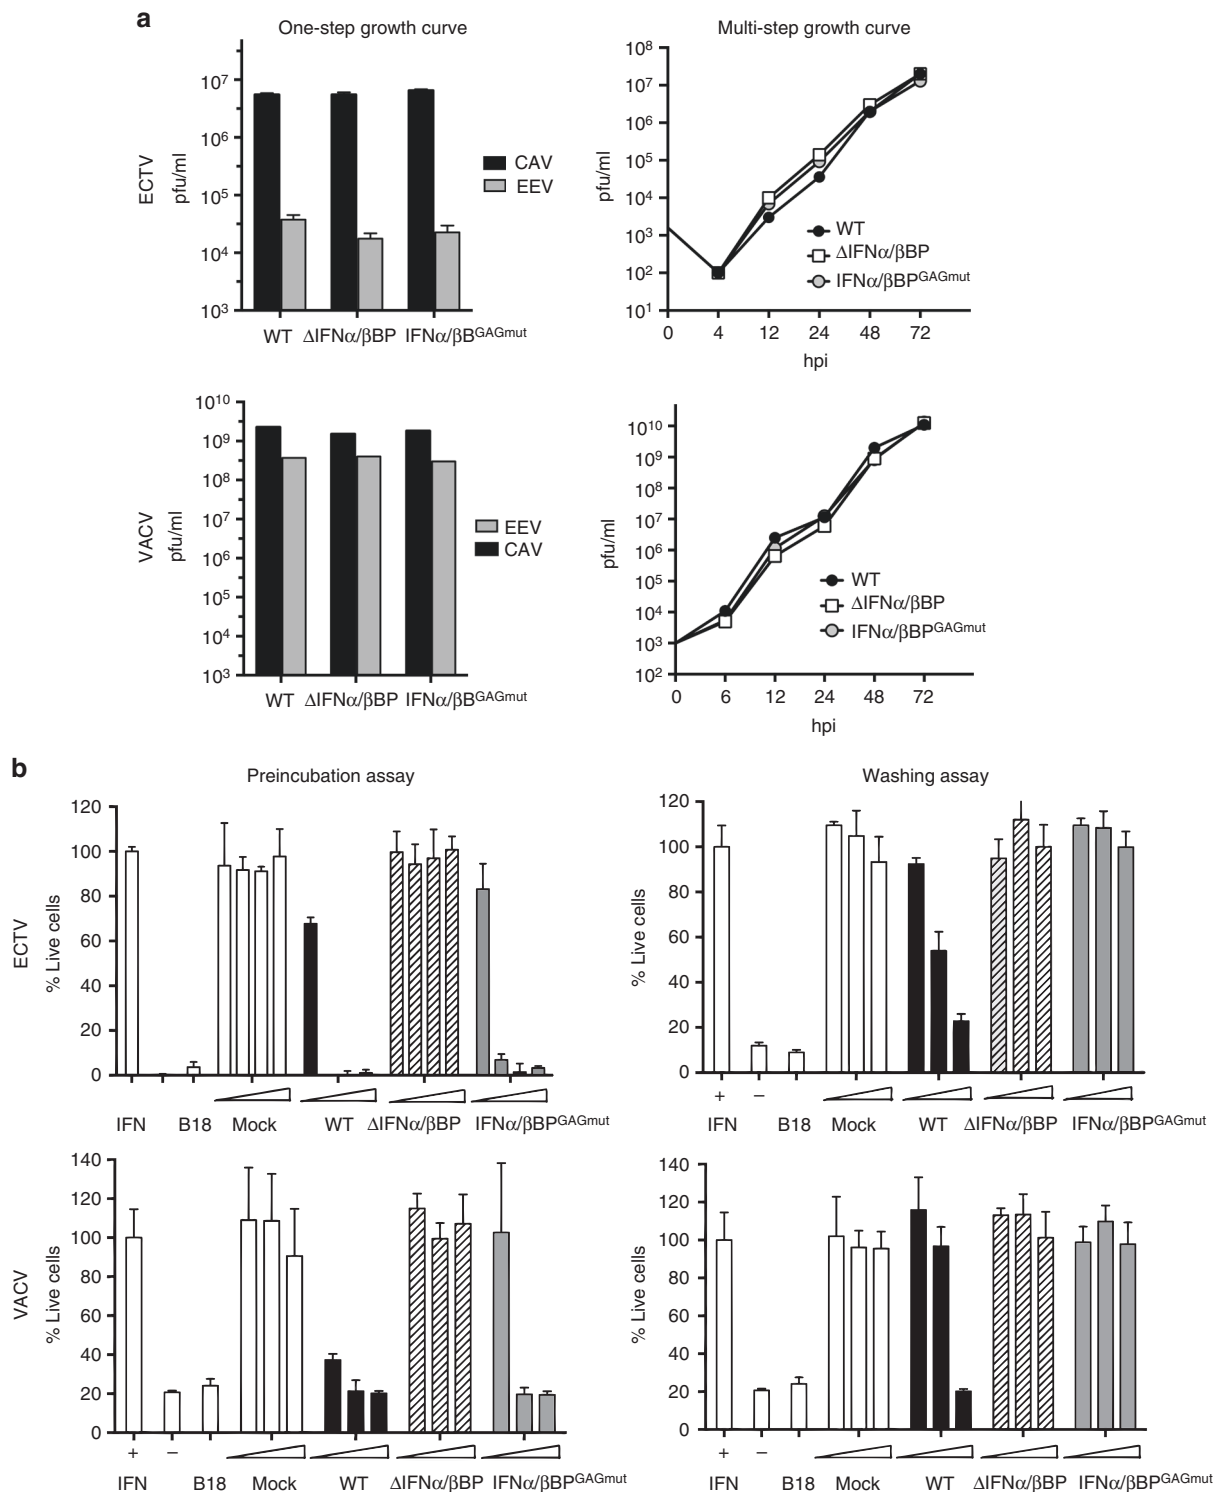 a
One-step growth curve
Multi-step growth curve
ECTV
pfu/ml
10⁷
10⁶
10⁵
10⁴
10³
CAV
EEV
WT ΔIFNα/βBP IFNα/βB^GAGmut
pfu/ml
10⁸
10⁷
10⁶
10⁵
10⁴
10³
10²
10¹
WT
ΔIFNα/βBP
IFNα/βBP^GAGmut
0 4 12 24 48 72
hpi
VACV
pfu/ml
10¹⁰
10⁹
10⁸
10⁷
10⁶
10⁵
10⁴
10³
EEV
CAV
WT ΔIFNα/βBP IFNα/βB^GAGmut
pfu/ml
10¹⁰
10⁹
10⁸
10⁷
10⁶
10⁵
10⁴
10³
10²
WT
ΔIFNα/βBP
IFNα/βBP^GAGmut
0 6 12 24 48 72
hpi
b
Preincubation assay
Washing assay
ECTV
% Live cells
120
100
80
60
40
20
0
IFN B18 Mock WT ΔIFNα/βBP IFNα/βBP^GAGmut
% Live cells
120
100
80
60
40
20
0
+ −
IFN B18 Mock WT ΔIFNα/βBP IFNα/βBP^GAGmut
VACV
% Live cells
140
120
100
80
60
40
20
0
+ −
IFN B18 Mock WT ΔIFNα/βBP IFNα/βBP^GAGmut
% Live cells
140
120
100
80
60
40
20
0
+ −
IFN B18 Mock WT ΔIFNα/βBP IFNα/βBP^GAGmut